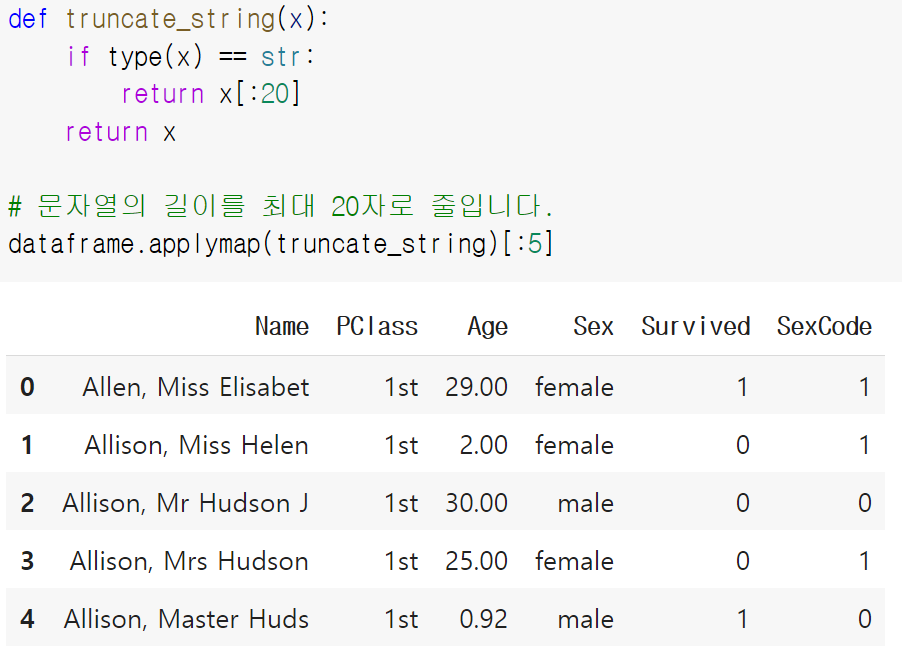 def truncate_string(x):
    if type(x) == str:
        return x[:20]
    return x
# 문자열의 길이를 최대 20자로 줄입니다.
dataframe.applymap(truncate_string)[:5]
Name PClass Age Sex Survived SexCode
0 Allen, Miss Elisabet 1st 29.00 female 1 1
1 Allison, Miss Helen 1st 2.00 female 0 1
2 Allison, Mr Hudson J 1st 30.00 male 0 0
3 Allison, Mrs Hudson 1st 25.00 female 0 1
4 Allison, Master Huds 1st 0.92 male 1 0